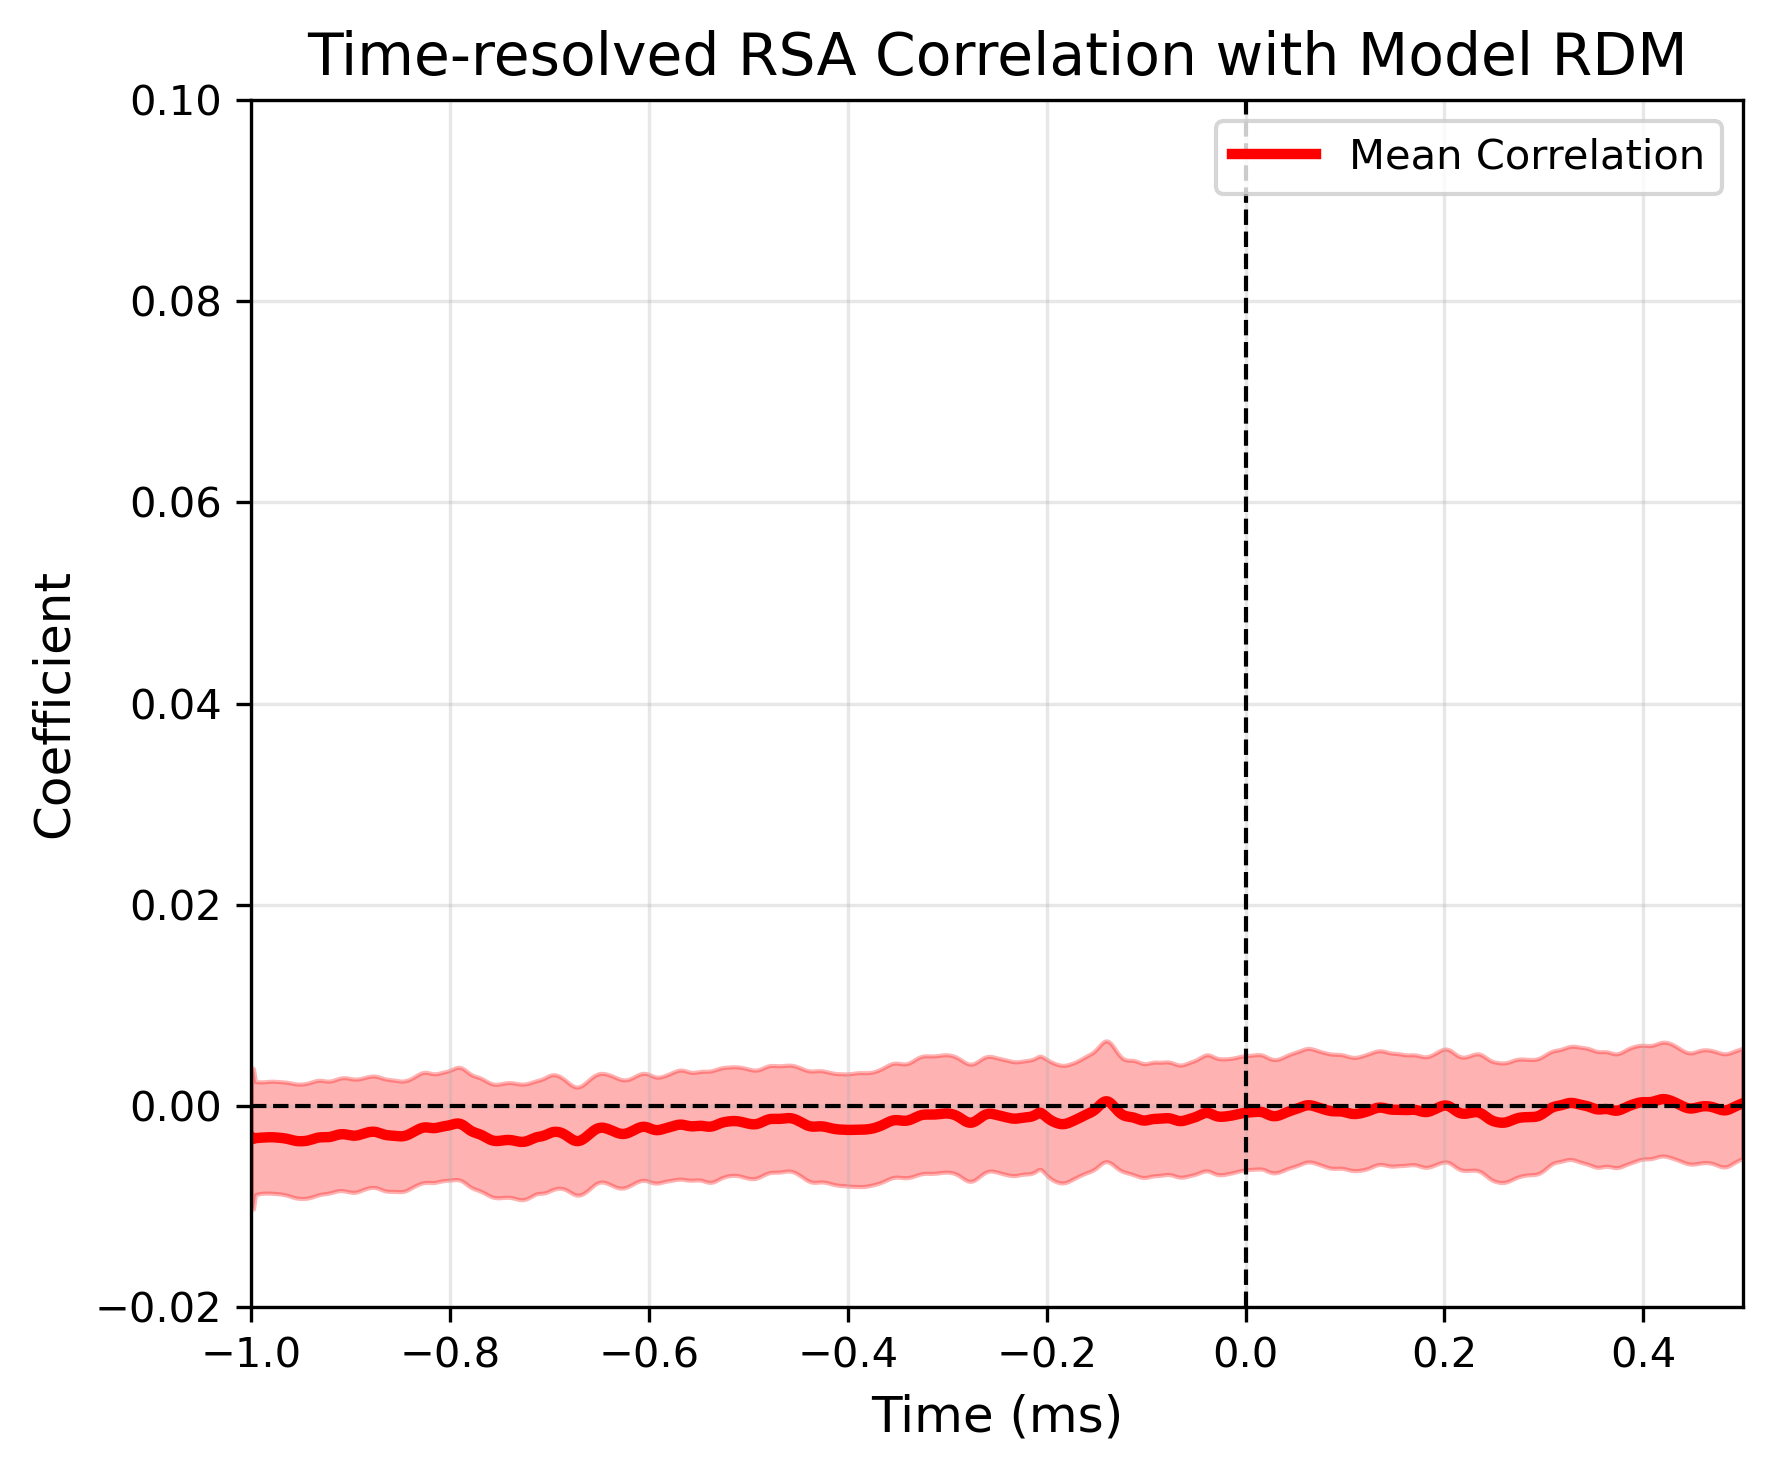 Time-resolved RSA Correlation with Model RDM
Mean Correlation
0.10
0.08
0.06
0.04
0.02
0.00
−0.02
Coefficient
−1.0 −0.8 −0.6 −0.4 −0.2 0.0 0.2 0.4
Time (ms)